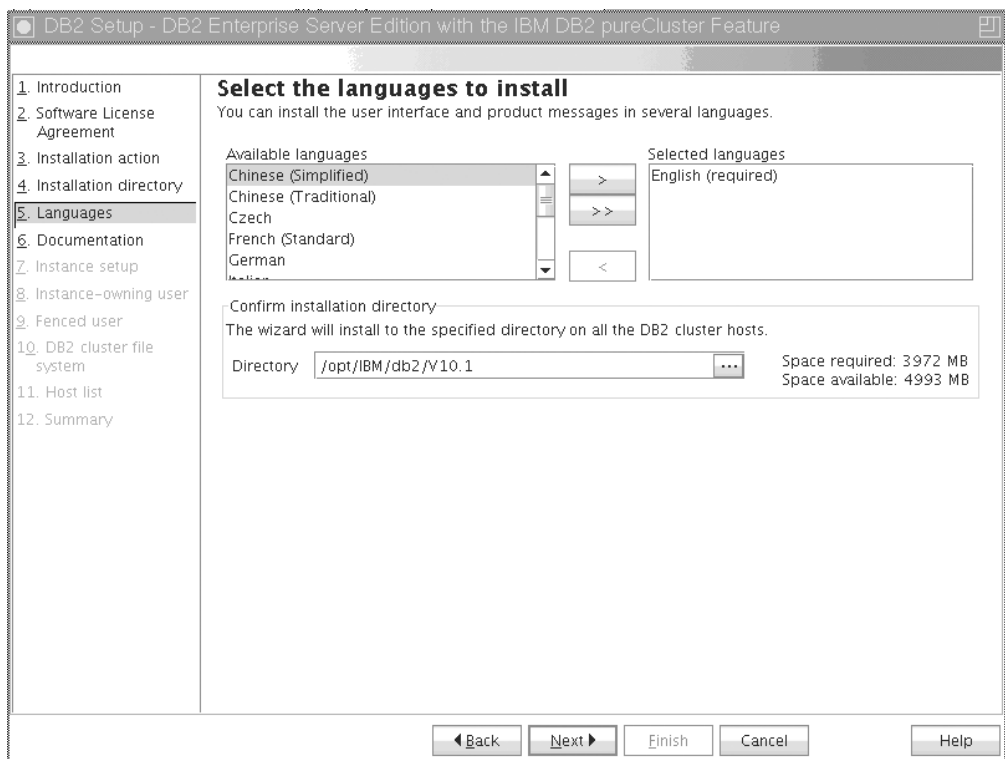 DB2 Setup - DB2 Enterprise Server Edition with the IBM DB2 pureCluster Feature
1. Introduction
2. Software License
Agreement
3. Installation action
4. Installation directory
5. Languages
6. Documentation
7. Instance setup
8. Instance-owning user
9. Fenced user
10. DB2 cluster file
system
11. Host list
12. Summary
Select the languages to install
You can install the user interface and product messages in several languages.
Available languages
Chinese (Simplified)
Chinese (Traditional)
Czech
French (Standard)
German
>
>>
<
Selected languages
English (required)
Confirm installation directory
The wizard will install to the specified directory on all the DB2 cluster hosts.
Directory /opt/IBM/db2/V10.1 ...
Space required: 3972 MB
Space available: 4993 MB
Back Next Finish Cancel Help